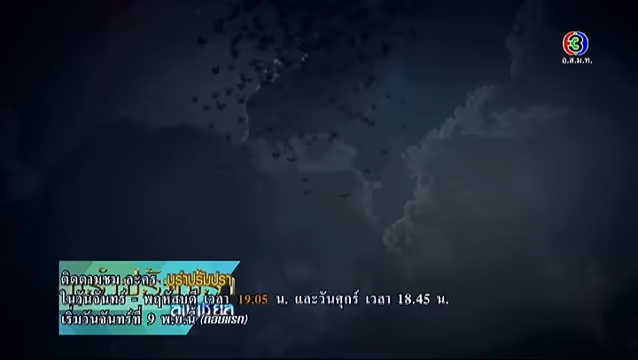 3
อ.ส.ม.ท.
ติดตามชม ละคร บูรำปรัมปรา
ในวันจันทร์ - พฤหัสบดี เวลา 19.05 น. และวันศุกร์ เวลา 18.45 น.
เริ่มวันจันทร์ที่ 9 พ.ย.นี้ (ตอนแรก)